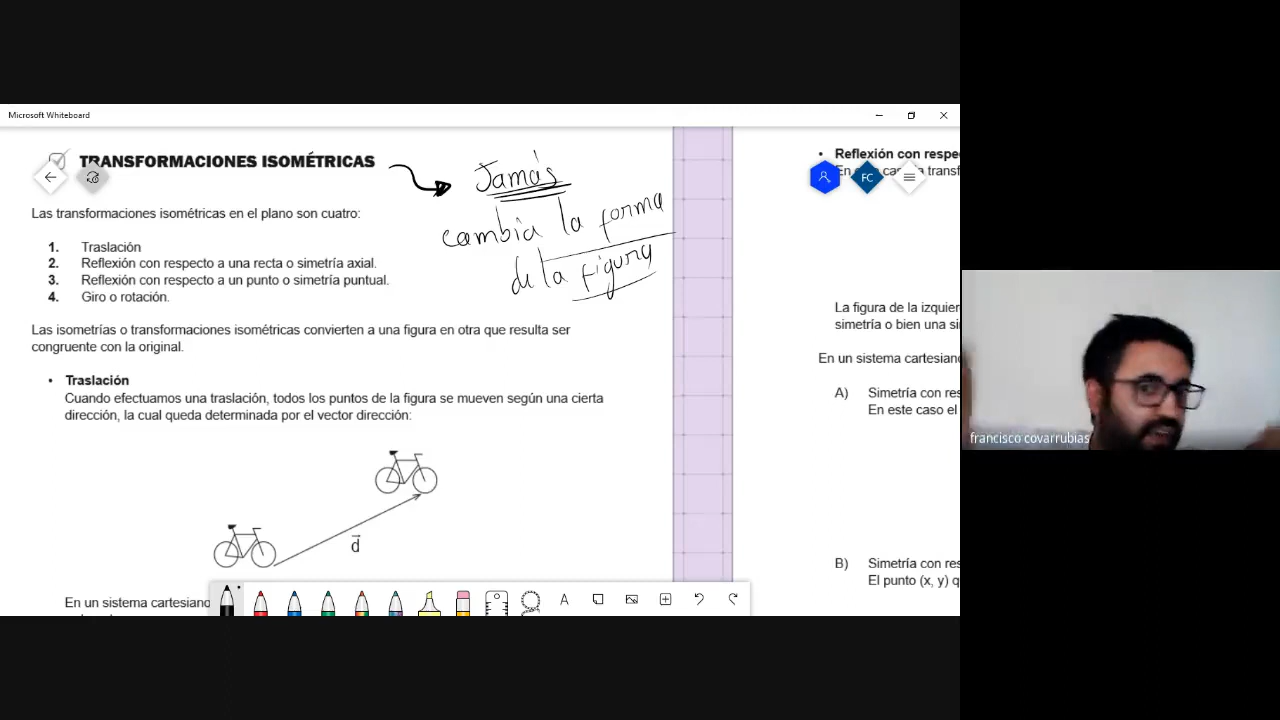 Microsoft Whiteboard
TRANSFORMACIONES ISOMÉTRICAS
Jamás
cambia la forma
de la figura
Las transformaciones isométricas en el plano son cuatro:
1. Traslación
2. Reflexión con respecto a una recta o simetría axial.
3. Reflexión con respecto a un punto o simetría puntual.
4. Giro o rotación.
Las isometrías o transformaciones isométricas convierten a una figura en otra que resulta ser
congruente con la original.
• Traslación
Cuando efectuamos una traslación, todos los puntos de la figura se mueven según una cierta
dirección, la cual queda determinada por el vector dirección:
d
En un sistema cartesiano
A
• Reflexión con respe
FC
La figura de la izquier
simetría o bien una si
En un sistema cartesiano
A) Simetría con res
En este caso el
B) Simetría con res
El punto (x, y) q
francisco covarrubias